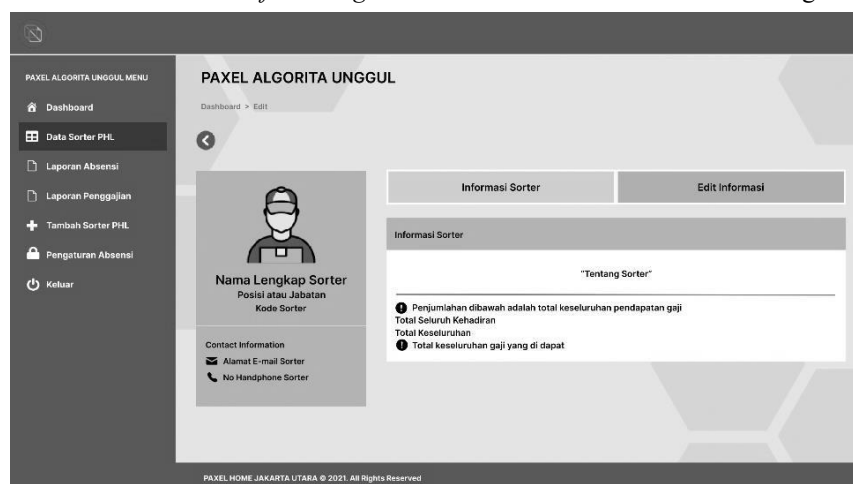 PAXEL ALGORITA UNGGUL MENU
Dashboard
Data Sorter PHL
Laporan Absensi
Laporan Penggajian
Tambah Sorter PHL
Pengaturan Absensi
Keluar
PAXEL ALGORITA UNGGUL
Dashboard > Edit
Nama Lengkap Sorter
Posisi atau Jabatan
Kode Sorter
Contact Information
Alamat E-mail Sorter
No Handphone Sorter
Informasi Sorter
Edit Informasi
Informasi Sorter
"Tentang Sorter"
Penjumlahan dibawah adalah total keseluruhan pendapatan gaji
Total Seluruh Kehadiran
Total Keseluruhan
Total keseluruhan gaji yang di dapat
PAXEL HOME JAKARTA UTARA © 2021. All Rights Reserved